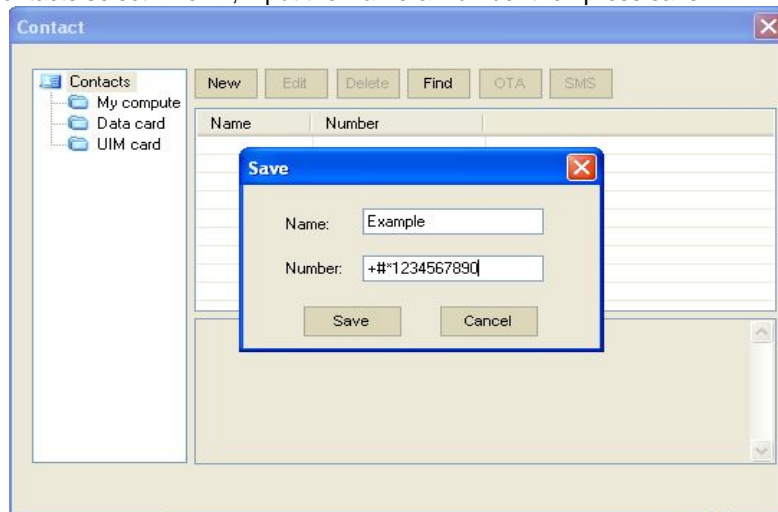 Contact
Contacts
My compute
Data card
UIM card
New Edit Delete Find OTA SMS
Name Number
Save
Name: Example
Number: +#*1234567890
Save Cancel